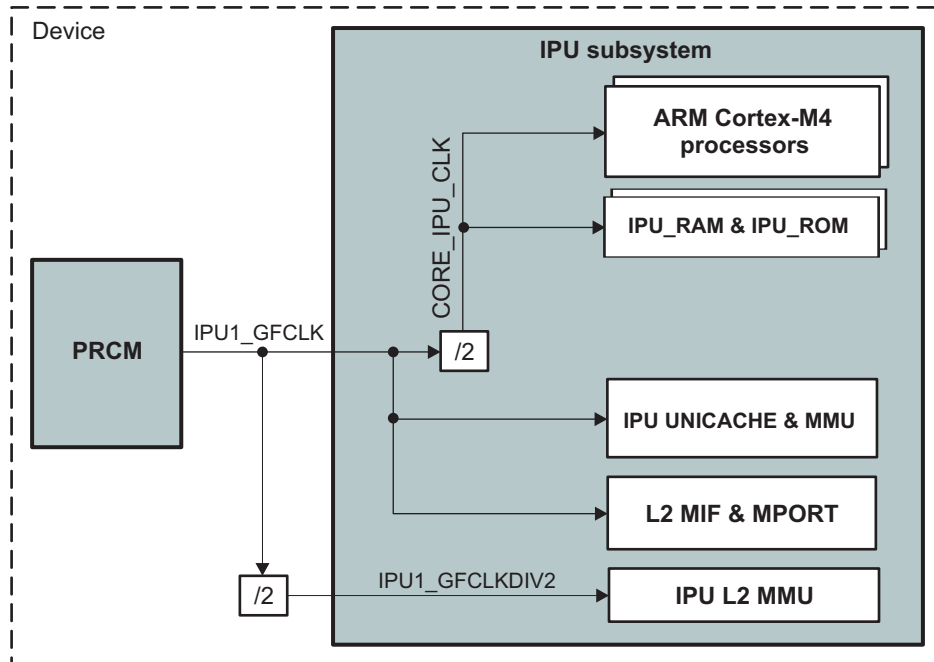 Device
IPU subsystem
ARM Cortex-M4
processors
CORE_IPU_CLK
IPU_RAM & IPU_ROM
PRCM
IPU1_GFCLK
/2
IPU UNICACHE & MMU
L2 MIF & MPORT
/2
IPU1_GFCLKDIV2
IPU L2 MMU